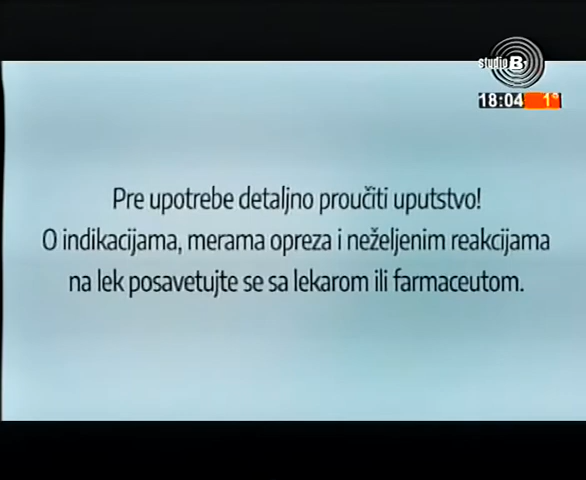 studio B
18:04 1°
Pre upotrebe detaljno proučiti uputstvo!
O indikacijama, merama opreza i neželjenim reakcijama
na lek posavetujte se sa lekarom ili farmaceutom.